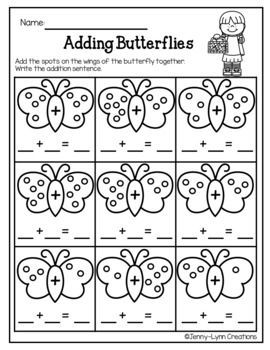 Name:
Adding Butterflies
Add the spots on the wings of the butterfly together.
Write the addition sentence.
+ + +
_ + _ = _ _ + _ = _ _ + _ = _
+ + +
_ + _ = _ _ + _ = _ _ + _ = _
+ + +
_ + _ = _ _ + _ = _ _ + _ = _
©Jenny-Lynn Creations